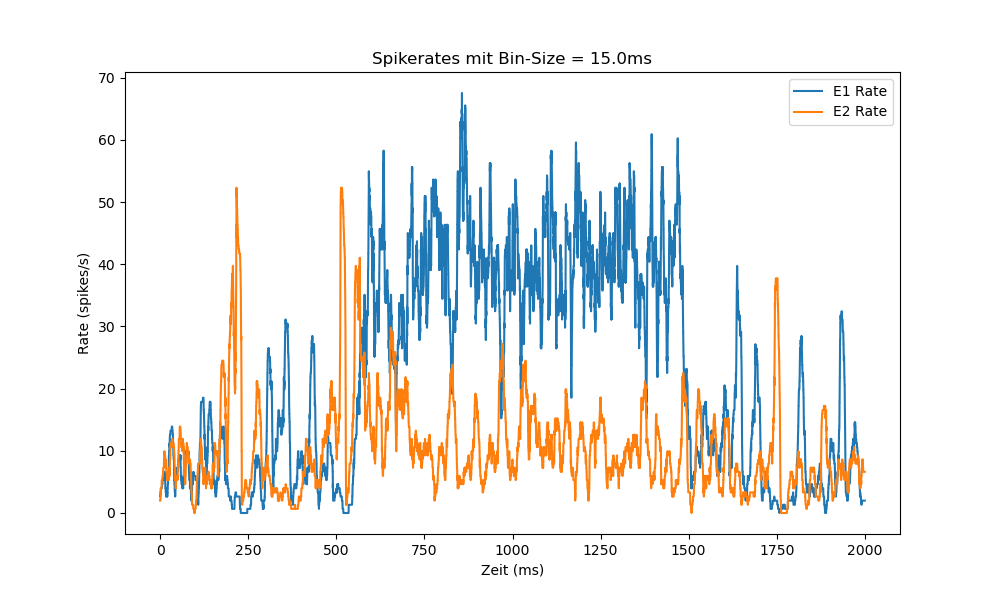 Spikerates mit Bin-Size = 15.0ms
E1 Rate
E2 Rate
70
60
50
40
30
20
10
0
Rate (spikes/s)
0 250 500 750 1000 1250 1500 1750 2000
Zeit (ms)